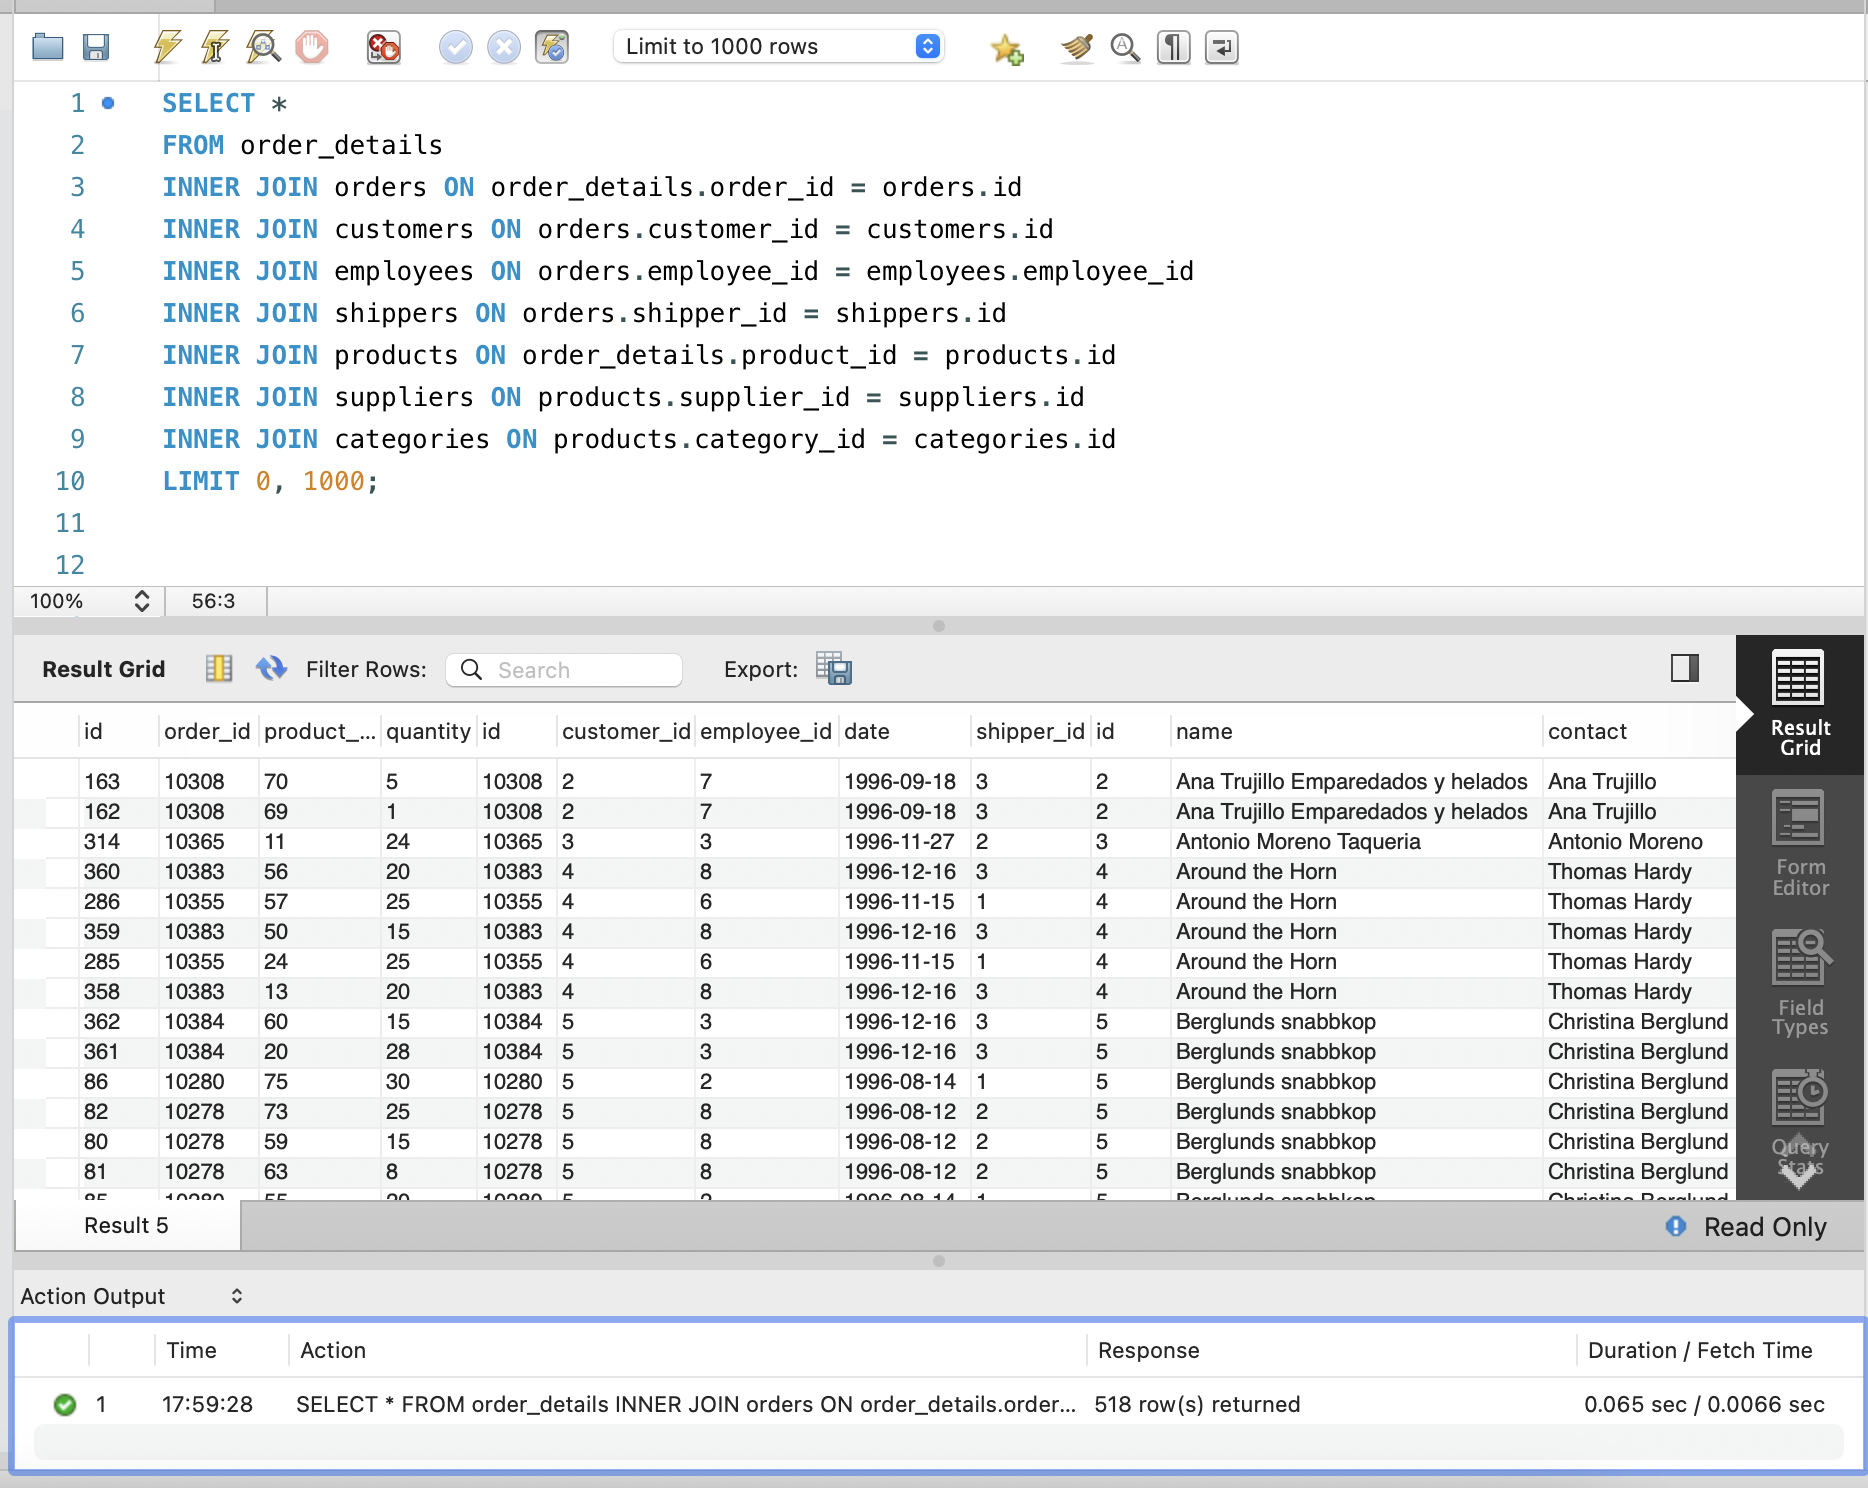 Limit to 1000 rows
1 SELECT *
2 FROM order_details
3 INNER JOIN orders ON order_details.order_id = orders.id
4 INNER JOIN customers ON orders.customer_id = customers.id
5 INNER JOIN employees ON orders.employee_id = employees.employee_id
6 INNER JOIN shippers ON orders.shipper_id = shippers.id
7 INNER JOIN products ON order_details.product_id = products.id
8 INNER JOIN suppliers ON products.supplier_id = suppliers.id
9 INNER JOIN categories ON products.category_id = categories.id
10 LIMIT 0, 1000;
11
12
100% 56:3
Result Grid Filter Rows: Search Export:
id order_id product_... quantity id customer_id employee_id date shipper_id id name contact
163 10308 70 5 10308 2 7 1996-09-18 3 2 Ana Trujillo Emparedados y helados Ana Trujillo
162 10308 69 1 10308 2 7 1996-09-18 3 2 Ana Trujillo Emparedados y helados Ana Trujillo
314 10365 11 24 10365 3 3 1996-11-27 2 3 Antonio Moreno Taqueria Antonio Moreno
360 10383 56 20 10383 4 8 1996-12-16 3 4 Around the Horn Thomas Hardy
286 10355 57 25 10355 4 6 1996-11-15 1 4 Around the Horn Thomas Hardy
359 10383 50 15 10383 4 8 1996-12-16 3 4 Around the Horn Thomas Hardy
285 10355 24 25 10355 4 6 1996-11-15 1 4 Around the Horn Thomas Hardy
358 10383 13 20 10383 4 8 1996-12-16 3 4 Around the Horn Thomas Hardy
362 10384 60 15 10384 5 3 1996-12-16 3 5 Berglunds snabbkop Christina Berglund
361 10384 20 28 10384 5 3 1996-12-16 3 5 Berglunds snabbkop Christina Berglund
86 10280 75 30 10280 5 2 1996-08-14 1 5 Berglunds snabbkop Christina Berglund
82 10278 73 25 10278 5 8 1996-08-12 2 5 Berglunds snabbkop Christina Berglund
80 10278 59 15 10278 5 8 1996-08-12 2 5 Berglunds snabbkop Christina Berglund
81 10278 63 8 10278 5 8 1996-08-12 2 5 Berglunds snabbkop Christina Berglund
Result
Grid
Form
Editor
Field
Types
Query
Stats
Result 5 Read Only
Action Output
Time Action Response Duration / Fetch Time
1 17:59:28 SELECT * FROM order_details INNER JOIN orders ON order_details.order... 518 row(s) returned 0.065 sec / 0.0066 sec